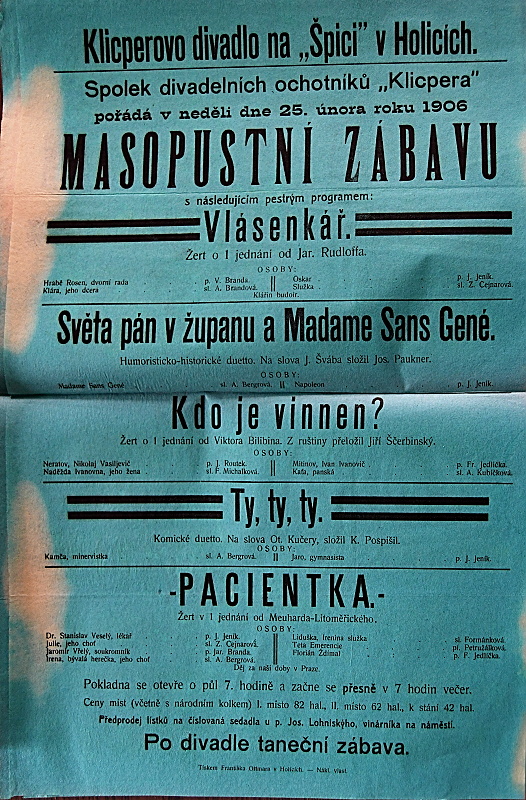 Klicperovo divadlo na „Špici" v Holicích.
Spolek divadelních ochotníků „Klicpera"
pořádá v neděli dne 25. února roku 1906
MASOPUSTNÍ ZÁBAVU
s následujícím pestrým programem:
Vlásenkář.
Žert o 1 jednání od Jar. Rudloffa.
OSOBY:
Hrabě Rosen, dvorní rada . . p. V. Branda. || Oskar . . p. J. Jeník.
Klára, jeho dcera . . sl. A. Brandová. || Služka . . sl. Z. Cejnarová.
Klářin budoir.
Světa pán v županu a Madame Sans Gené.
Humoristicko-historické duetto. Na slova J. Švába složil Jos. Paukner.
OSOBY:
Madame Sans Gené . . sl. A. Bergrová. || Napoleon . . p. J. Jeník.
Kdo je vinnen?
Žert o 1 jednání od Viktora Bilibina. Z ruštiny přeložil Jiří Ščerbinský.
OSOBY:
Neratov, Nikolaj Vasiljevič . . p. J. Routek. || Mitinov, Ivan Ivanovič . . p. Fr. Jedlička.
Naděžda Ivanovna, jeho žena . . sl. F. Michalková. || Kaťa, panská . . sl. A. Kubíčková.
Ty, ty, ty.
Komické duetto. Na slova Ot. Kučery, složil K. Pospíšil.
OSOBY:
Kamča, minervistka . . sl. A. Bergrová. || Jaro, gymnasista . . p. J. Jeník.
-PACIENTKA.-
Žert v 1 jednání od Meuharda-Litoměřického.
OSOBY:
Dr. Stanislav Veselý, lékář . . p. J. Jeník. || Liduška, Irenina služka . . sl. Formánková
Julie, jeho choť . . sl. Z. Cejnarová. || Teta Emerencie . . pí. Petružálková.
Jaromír Vřelý, soukromník . . p. Jar. Branda. || Florián Ždímal . . p. F. Jedlička.
Irena, bývalá herečka, jeho choť . . sl. A. Bergrová.
Děj za naší doby v Praze.
Pokladna se otevře o půl 7. hodině a začne se přesně v 7 hodin večer.
Ceny míst (včetně s národním kolkem) I. místo 82 hal., II. místo 62 hal., k stání 42 hal.
Předprodej lístků na číslovaná sedadla u p. Jos. Lohniského, vinárníka na náměstí.
Po divadle taneční zábava.
Tiskem Františka Ottmara v Holicích. — Nákl. vlast.